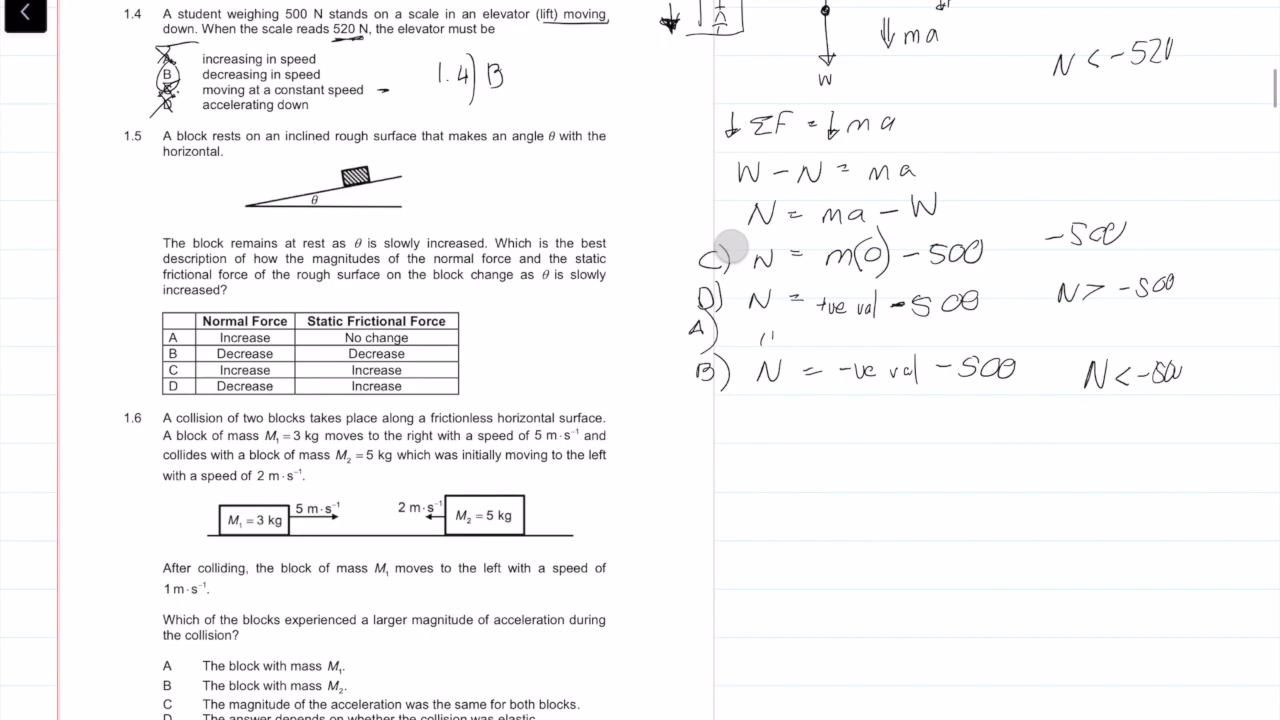 1.4 A student weighing 500 N stands on a scale in an elevator (lift) moving
down. When the scale reads 520 N, the elevator must be
A increasing in speed
B decreasing in speed
C moving at a constant speed
D accelerating down
1.4) B
1.5 A block rests on an inclined rough surface that makes an angle θ with the
horizontal.
θ
The block remains at rest as θ is slowly increased. Which is the best
description of how the magnitudes of the normal force and the static
frictional force of the rough surface on the block change as θ is slowly
increased?
Normal Force Static Frictional Force
A Increase No change
B Decrease Decrease
C Increase Increase
D Decrease Increase
1.6 A collision of two blocks takes place along a frictionless horizontal surface.
A block of mass M₁ = 3 kg moves to the right with a speed of 5 m·s⁻¹ and
collides with a block of mass M₂ = 5 kg which was initially moving to the left
with a speed of 2 m·s⁻¹.
M₁ = 3 kg 5 m·s⁻¹ 2 m·s⁻¹ M₂ = 5 kg
After colliding, the block of mass M₁ moves to the left with a speed of
1 m·s⁻¹.
Which of the blocks experienced a larger magnitude of acceleration during
the collision?
A The block with mass M₁.
B The block with mass M₂.
C The magnitude of the acceleration was the same for both blocks.
D The answer depends on whether the collision was elastic
↓ ma
W
N < -520
↓ ΣF = ↓ ma
W - N = ma
N = ma - W
C) N = m(0) - 500 -500
D) N = +ve val - 500 N > -500
A) "
B) N = -ve val - 500 N < -500